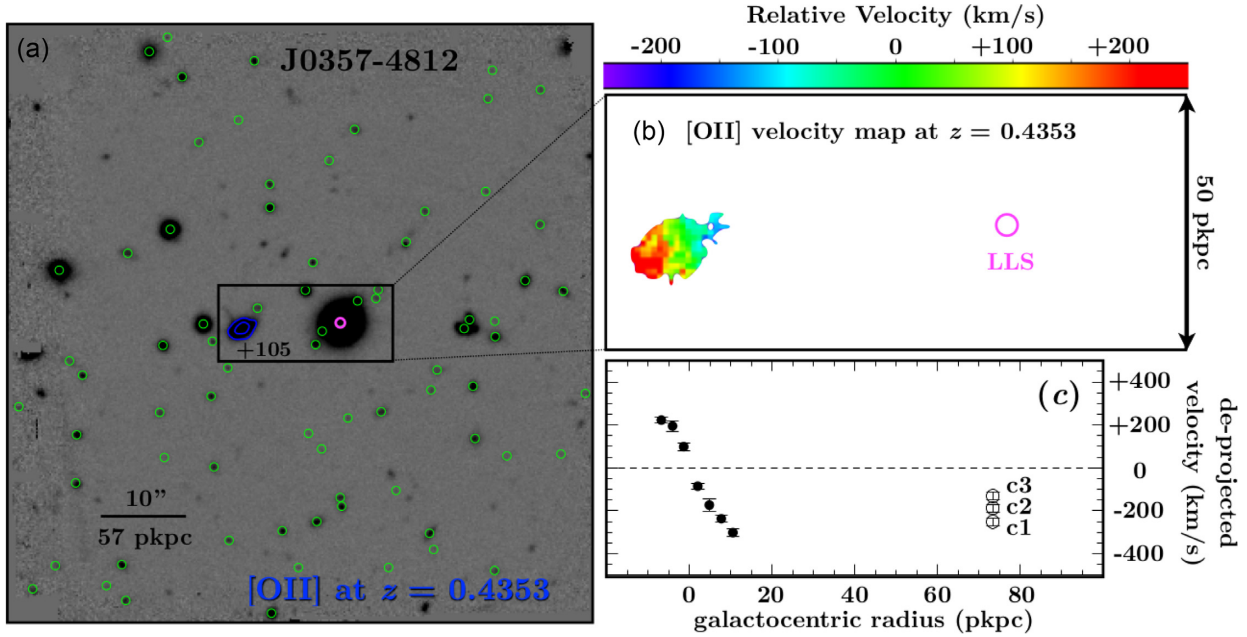 (a)
J0357-4812
+105
10”
57 pkpc
[OII] at z = 0.4353
Relative Velocity (km/s)
-200 -100 0 +100 +200
(b) [OII] velocity map at z = 0.4353
LLS
50 pkpc
(c)
c3
c2
c1
+400
+200
0
-200
-400
de-projected
velocity (km/s)
0 20 40 60 80
galactocentric radius (pkpc)